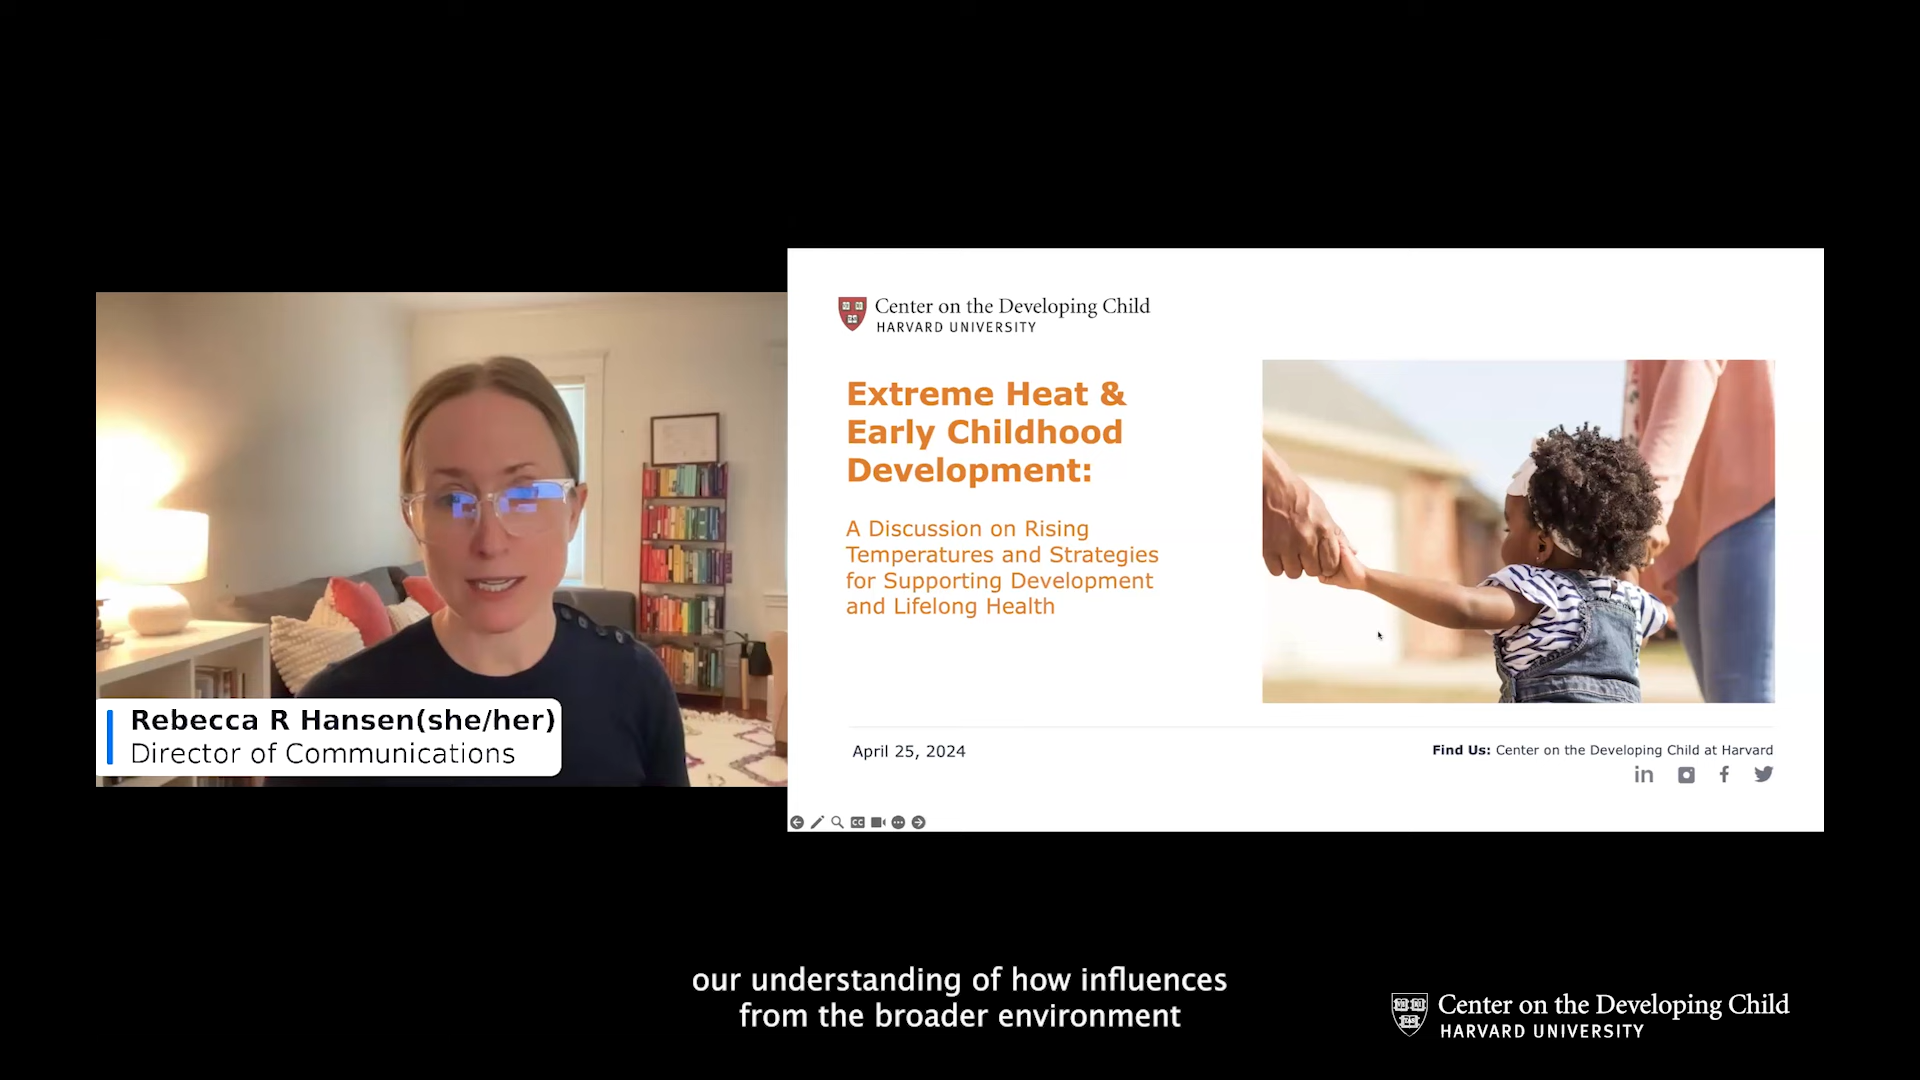 Center on the Developing Child
HARVARD UNIVERSITY
Extreme Heat &
Early Childhood
Development:
A Discussion on Rising
Temperatures and Strategies
for Supporting Development
and Lifelong Health
April 25, 2024
Find Us: Center on the Developing Child at Harvard
in
f
CC
Rebecca R Hansen(she/her)
Director of Communications
our understanding of how influences
from the broader environment
Center on the Developing Child
HARVARD UNIVERSITY